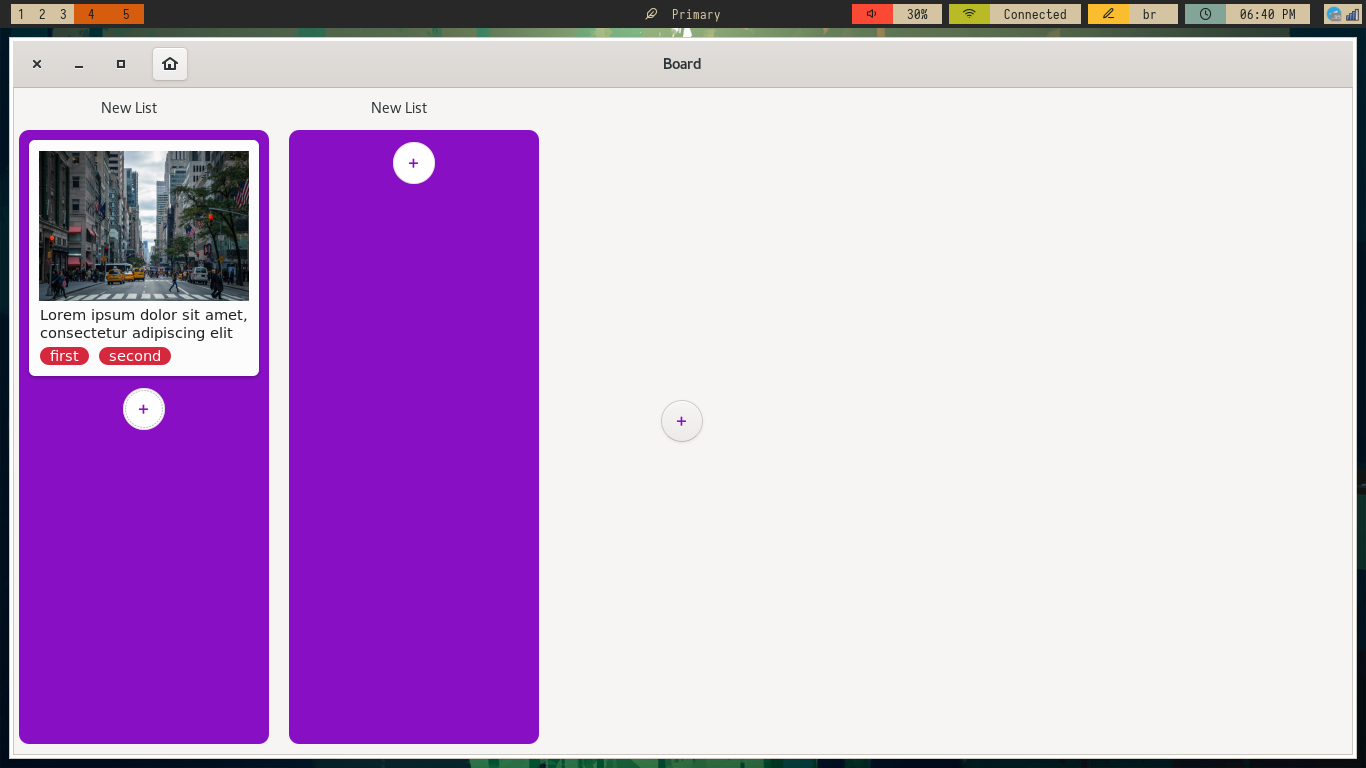 1 2 3 4 5 Primary 30% Connected br 06:40 PM
Board
New List New List
Lorem ipsum dolor sit amet,
consectetur adipiscing elit
first second